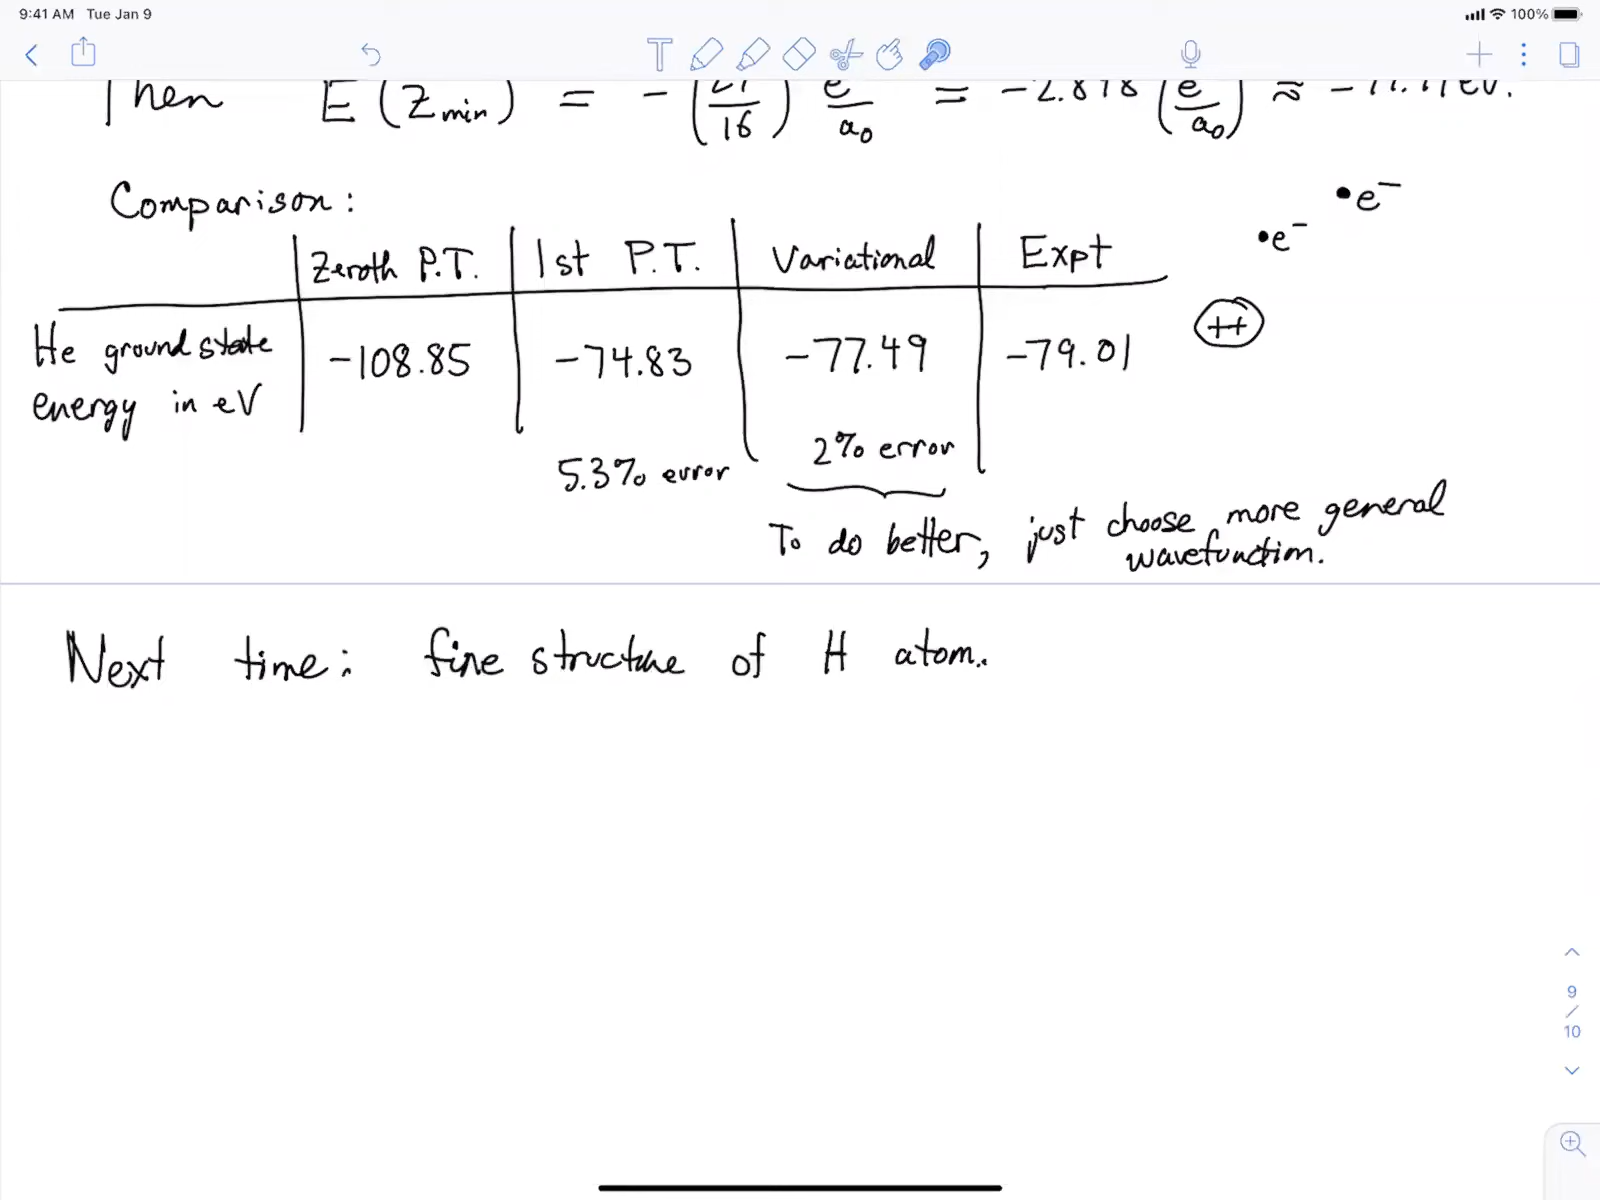 9:41 AM Tue Jan 9
100%
Then E(Zmin) = -( /16) e/a₀ = -2.848 (e/a₀) ≈
Comparison:
•e⁻
•e⁻
Zeroth P.T. | 1st P.T. | Variational | Expt
++
He ground state
energy in eV
-108.85 | -74.83 | -77.49 | -79.01
2% error
5.3% error
To do better, just choose more general
wavefunction.
Next time: fine structure of H atom..
9
/
10